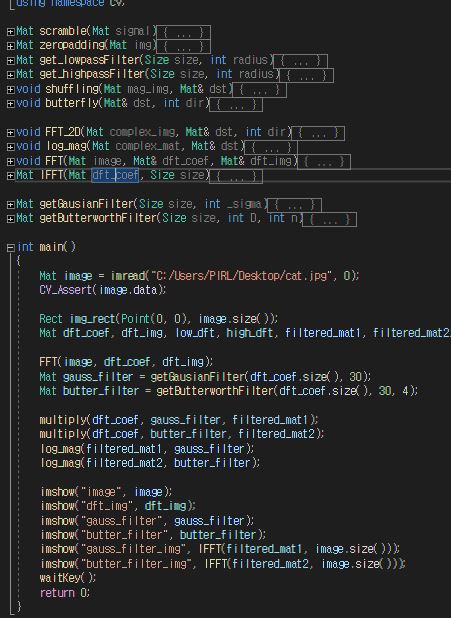 using namespace cv;
Mat scramble(Mat signal){ ... }
Mat zeropadding(Mat img){ ... }
Mat get_lowpassFilter(Size size, int radius){ ... }
Mat get_highpassFilter(Size size, int radius){ ... }
void shuffling(Mat mag_img, Mat& dst){ ... }
void butterfly(Mat& dst, int dir){ ... }
void FFT_2D(Mat complex_img, Mat& dst, int dir){ ... }
void log_mag(Mat complex_mat, Mat& dst){ ... }
void FFT(Mat image, Mat& dft_coef, Mat& dft_img){ ... }
Mat IFFT(Mat dft_coef, Size size){ ... }
Mat getGausianFilter(Size size, int _sigma){ ... }
Mat getButterworthFilter(Size size, int D, int n){ ... }
int main()
{
Mat image = imread("C:/Users/PIRL/Desktop/cat.jpg", 0);
CV_Assert(image.data);
Rect img_rect(Point(0, 0), image.size());
Mat dft_coef, dft_img, low_dft, high_dft, filtered_mat1, filtered_mat2
FFT(image, dft_coef, dft_img);
Mat gauss_filter = getGausianFilter(dft_coef.size(), 30);
Mat butter_filter = getButterworthFilter(dft_coef.size(), 30, 4);
multiply(dft_coef, gauss_filter, filtered_mat1);
multiply(dft_coef, butter_filter, filtered_mat2);
log_mag(filtered_mat1, gauss_filter);
log_mag(filtered_mat2, butter_filter);
imshow("image", image);
imshow("dft_img", dft_img);
imshow("gauss_filter", gauss_filter);
imshow("butter_filter", butter_filter);
imshow("gauss_filter_img", IFFT(filtered_mat1, image.size()));
imshow("butter_filter_img", IFFT(filtered_mat2, image.size()));
waitKey();
return 0;
}